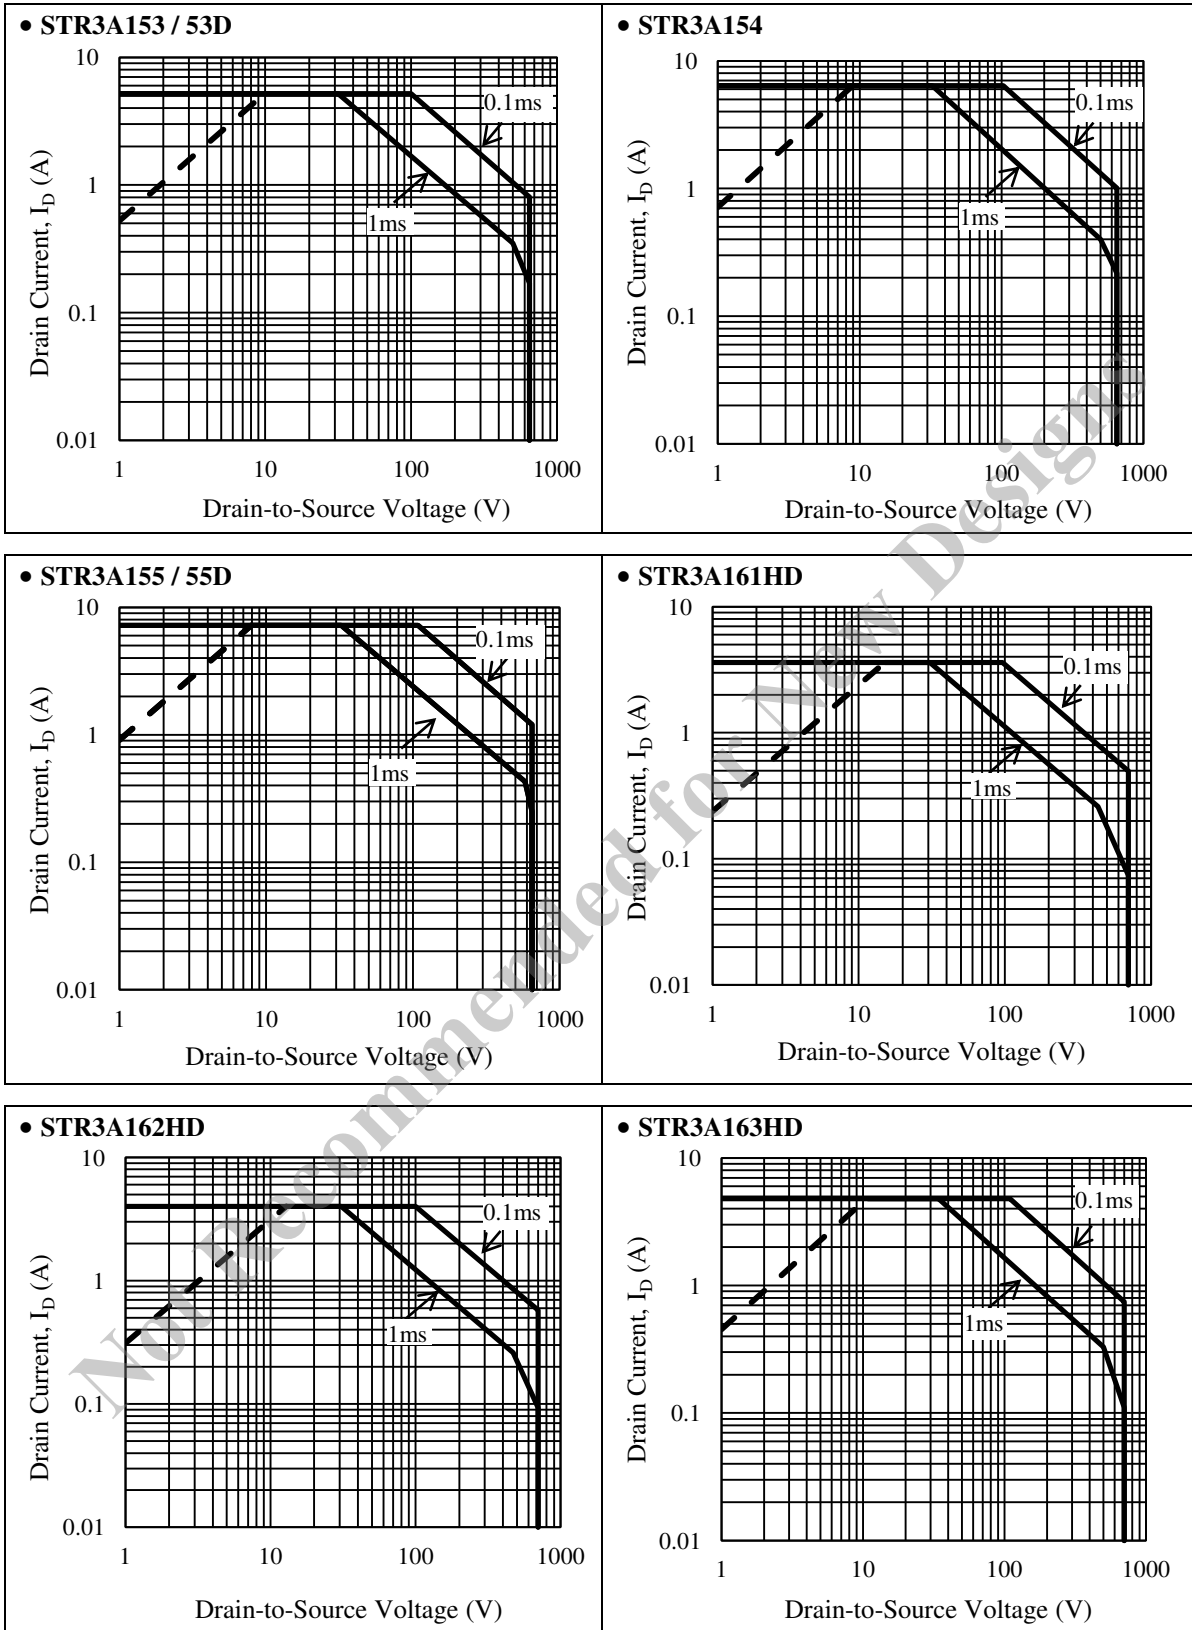 • STR3A153 / 53D
10
1
0.1
0.01
1 10 100 1000
0.1ms
1ms
Drain Current, I_D (A)
Drain-to-Source Voltage (V)
• STR3A154
10
1
0.1
0.01
1 10 100 1000
0.1ms
1ms
Drain Current, I_D (A)
Drain-to-Source Voltage (V)
• STR3A155 / 55D
10
1
0.1
0.01
1 10 100 1000
0.1ms
1ms
Drain Current, I_D (A)
Drain-to-Source Voltage (V)
• STR3A161HD
10
1
0.1
0.01
1 10 100 1000
0.1ms
1ms
Drain Current, I_D (A)
Drain-to-Source Voltage (V)
• STR3A162HD
10
1
0.1
0.01
1 10 100 1000
0.1ms
1ms
Drain Current, I_D (A)
Drain-to-Source Voltage (V)
• STR3A163HD
10
1
0.1
0.01
1 10 100 1000
0.1ms
1ms
Drain Current, I_D (A)
Drain-to-Source Voltage (V)
Not Recommended for New Designs